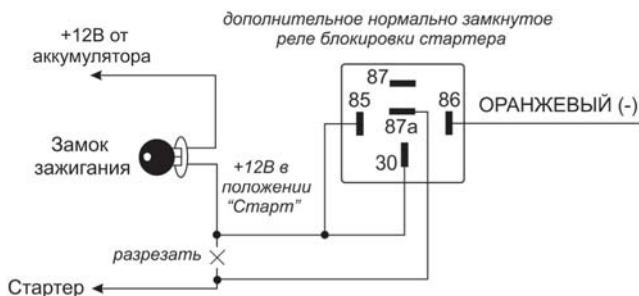 дополнительное нормально замкнутое
реле блокировки стартера
+12В от
аккумулятора
87
85
86
87а
30
ОРАНЖЕВЫЙ (-)
Замок
зажигания
+12В в
положении
“Старт”
разрезать
Стартер